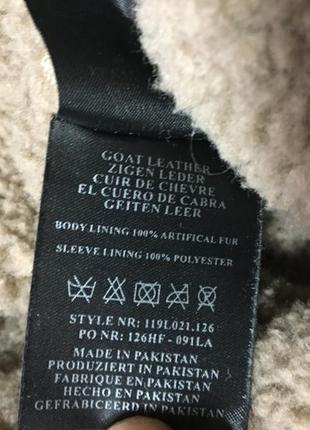 GOAT LEATHER
ZIGEN LEDER
CUIR DE CHEVRE
EL CUERO DE CABRA
GEITEN LEER
BODY LINING 100% ARTIFICAL FUR
SLEEVE LINING 100% POLYESTER
STYLE NR: 119L021.126
PO NR: 126HF - 091LA
MADE IN PAKISTAN
PRODUZIERT IN PAKISTAN
FABRIQUE EN PAKISTAN
HECHO EN PAKISTAN
GEFRABICEERD IN PAKISTAN